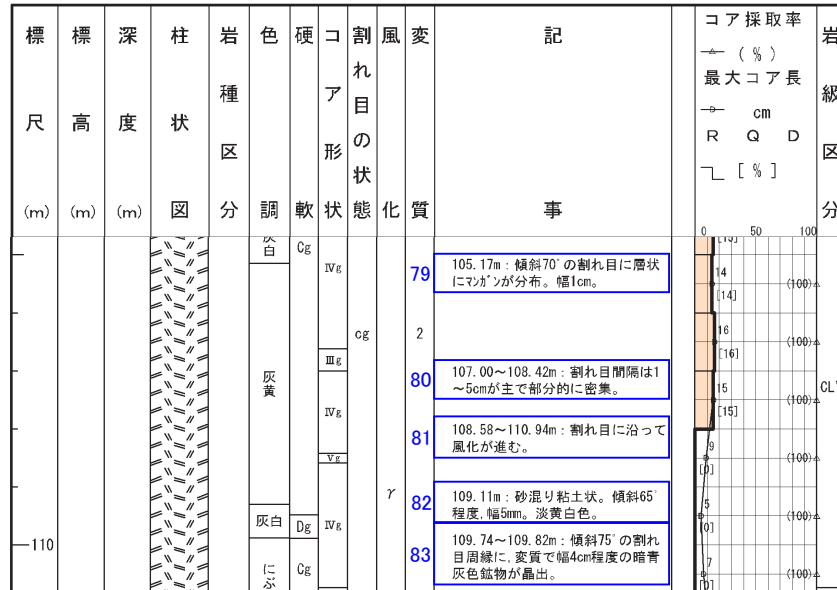 標尺(m)
標高(m)
深度(m)
柱状図
岩種区分
色調
硬軟
コア形状
割れ目の状態
風化
変質
記事
コア採取率
(%)
最大コア長
cm
R Q D
[%]
岩級区分
0 50 100
灰白
Cg
Ⅳg
[15]
79
105.17m:傾斜70°の割れ目に層状
にマンガンが分布。幅1cm。
14
(100)
[14]
cg
2
16
(100)
[16]
Ⅲg
灰黄
80
107.00~108.42m:割れ目間隔は1
~5cmが主で部分的に密集。
15
(100)
[15]
Ⅳg
81
108.58~110.94m:割れ目に沿って
風化が進む。
Ⅴg
9
(100)
[0]
γ
82
109.11m:砂混り粘土状。傾斜65°
程度,幅5mm。淡黄白色。
灰白
Dg
Ⅳg
5
(100)
[0]
110
83
109.74~109.82m:傾斜75°の割れ
目周縁に,変質で幅4cm程度の暗青
灰色鉱物が晶出。
にぶ
Cg
7
(100)
[0]